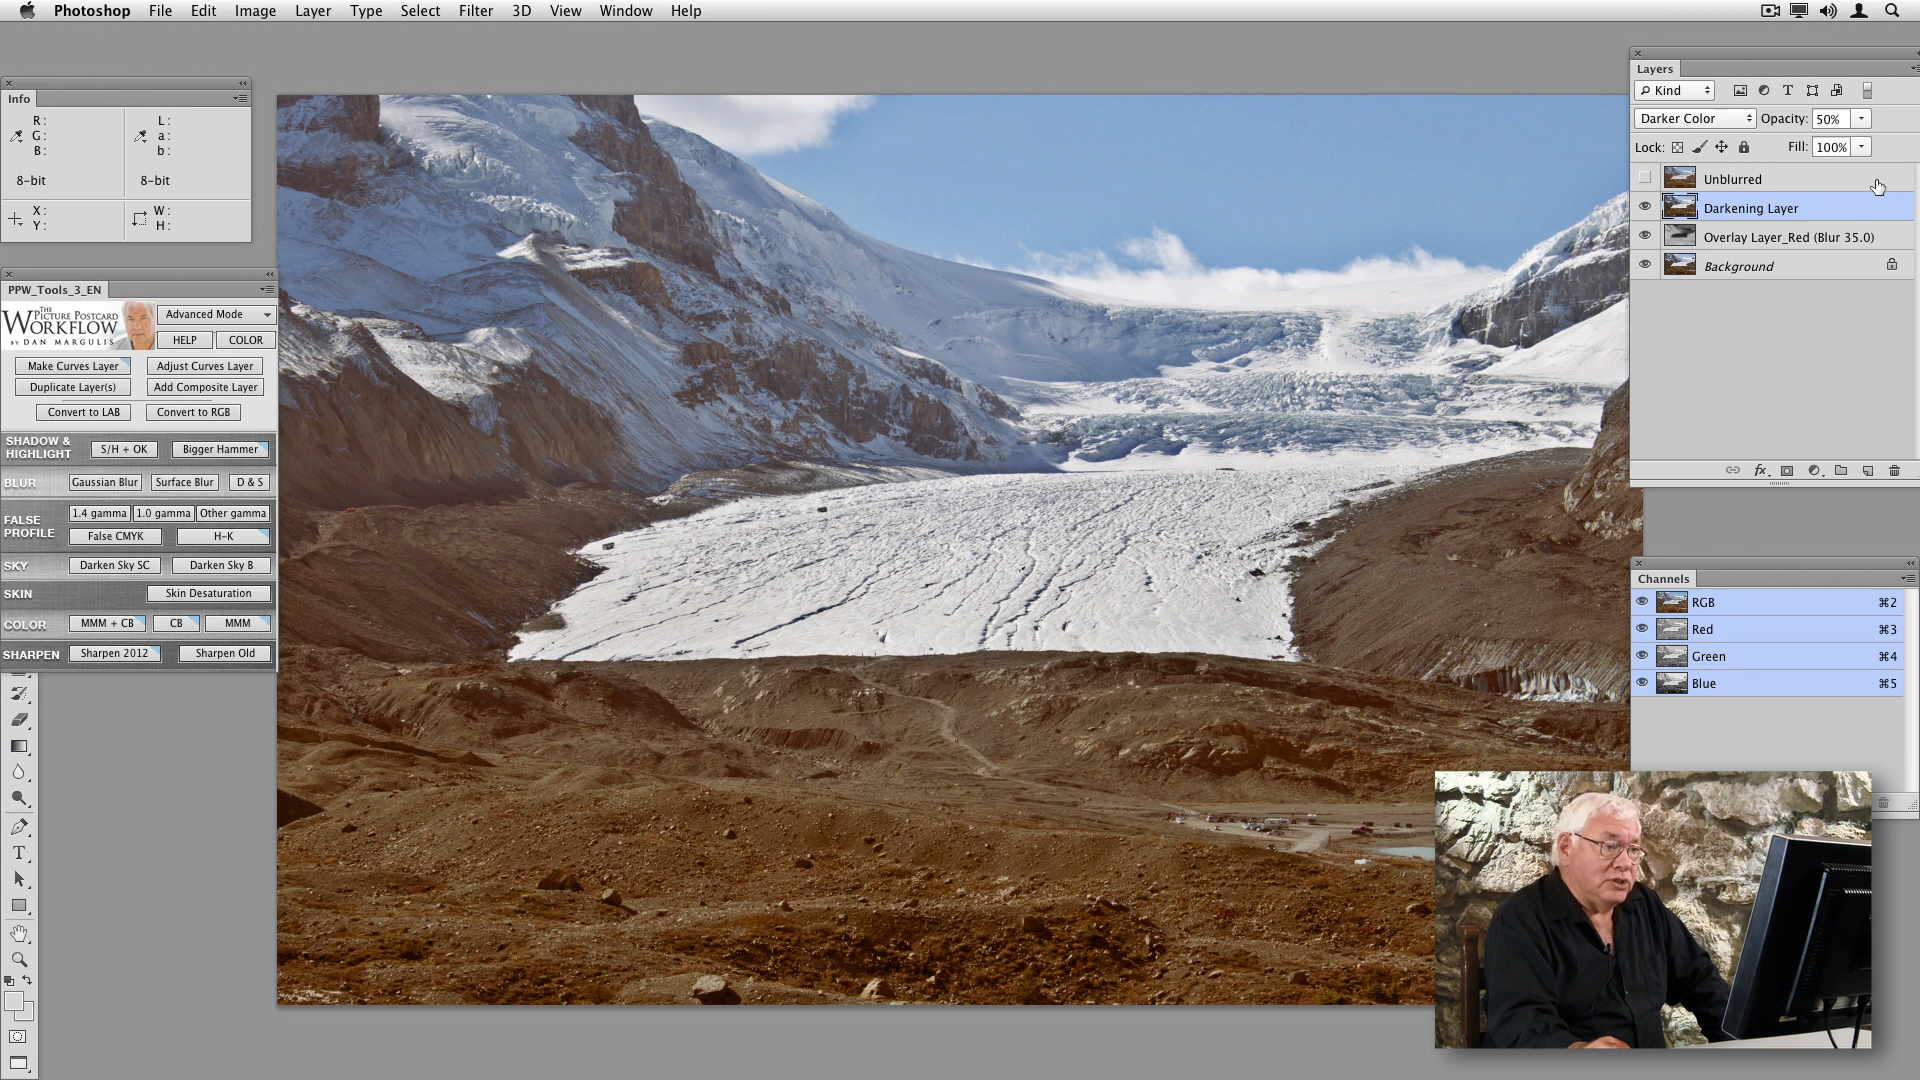 Photoshop File Edit Image Layer Type Select Filter 3D View Window Help
Info
R: L:
G: a:
B: b:
8-bit 8-bit
X: W:
Y: H:
PPW_Tools_3_EN
THE
PICTURE POSTCARD
WORKFLOW
BY DAN MARGULIS
Advanced Mode
HELP COLOR
Make Curves Layer Adjust Curves Layer
Duplicate Layer(s) Add Composite Layer
Convert to LAB Convert to RGB
SHADOW &
HIGHLIGHT
S/H + OK Bigger Hammer
BLUR Gaussian Blur Surface Blur D & S
FALSE
PROFILE
1.4 gamma 1.0 gamma Other gamma
False CMYK H-K
SKY Darken Sky SC Darken Sky B
SKIN Skin Desaturation
COLOR MMM + CB CB MMM
SHARPEN Sharpen 2012 Sharpen Old
T
Layers
Kind T
Darker Color Opacity: 50%
Lock: Fill: 100%
Unblurred
Darkening Layer
Overlay Layer_Red (Blur 35.0)
Background
fx
Channels
RGB ⌘2
Red ⌘3
Green ⌘4
Blue ⌘5